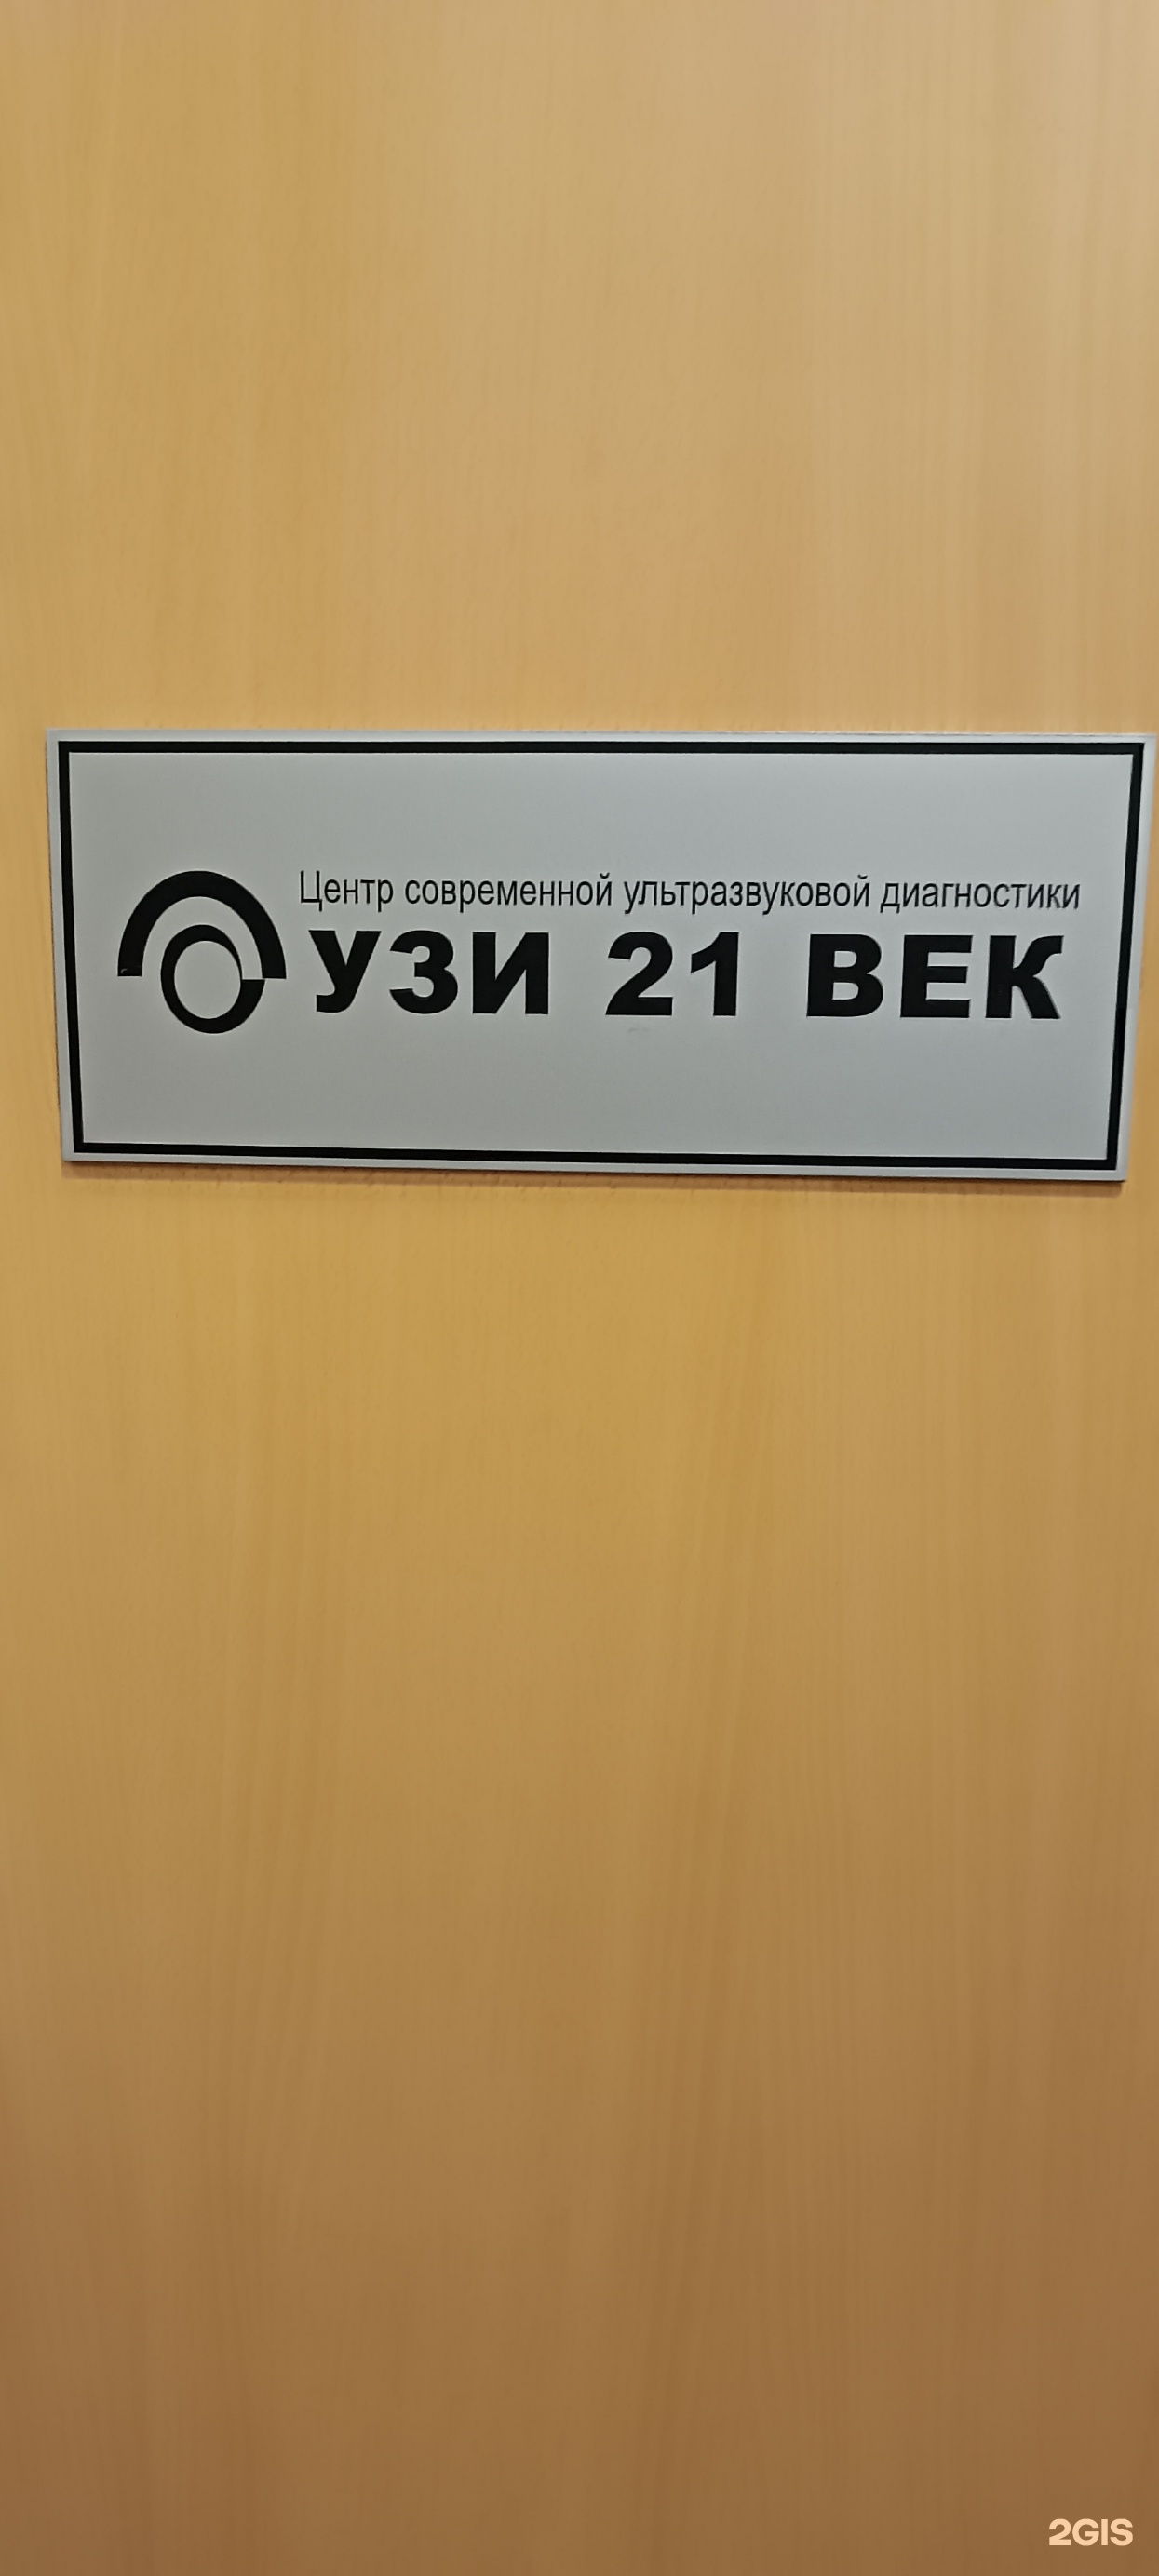 Центр современной ультразвуковой диагностики
УЗИ 21 ВЕК
2GIS